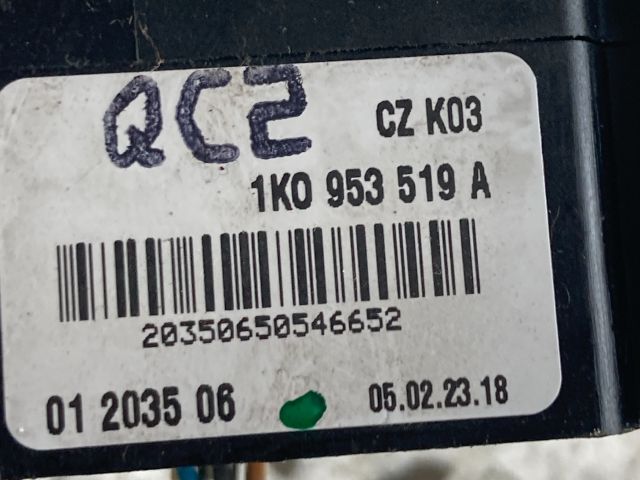 QC2
CZ K03
1K0 953 519 A
20350650546652
01 2035 06
05.02.23.18